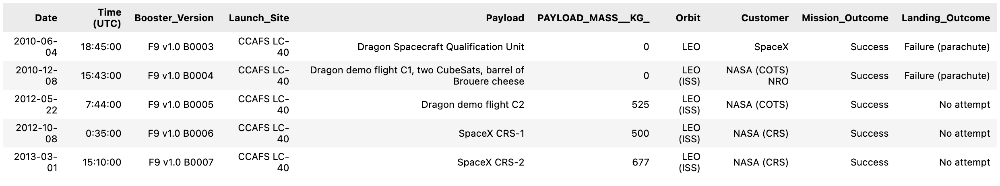 Date Time (UTC) Booster_Version Launch_Site Payload PAYLOAD_MASS__KG_ Orbit Customer Mission_Outcome Landing_Outcome
2010-06-04 18:45:00 F9 v1.0 B0003 CCAFS LC-40 Dragon Spacecraft Qualification Unit 0 LEO SpaceX Success Failure (parachute)
2010-12-08 15:43:00 F9 v1.0 B0004 CCAFS LC-40 Dragon demo flight C1, two CubeSats, barrel of Brouere cheese 0 LEO (ISS) NASA (COTS) NRO Success Failure (parachute)
2012-05-22 7:44:00 F9 v1.0 B0005 CCAFS LC-40 Dragon demo flight C2 525 LEO (ISS) NASA (COTS) Success No attempt
2012-10-08 0:35:00 F9 v1.0 B0006 CCAFS LC-40 SpaceX CRS-1 500 LEO (ISS) NASA (CRS) Success No attempt
2013-03-01 15:10:00 F9 v1.0 B0007 CCAFS LC-40 SpaceX CRS-2 677 LEO (ISS) NASA (CRS) Success No attempt